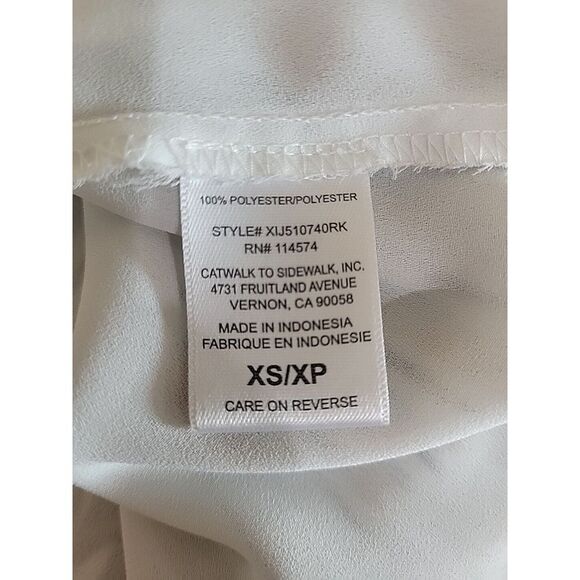 100% POLYESTER/POLYESTER
STYLE# XIJ510740RK
RN# 114574
CATWALK TO SIDEWALK, INC.
4731 FRUITLAND AVENUE
VERNON, CA 90058
MADE IN INDONESIA
FABRIQUE EN INDONESIE
XS/XP
CARE ON REVERSE